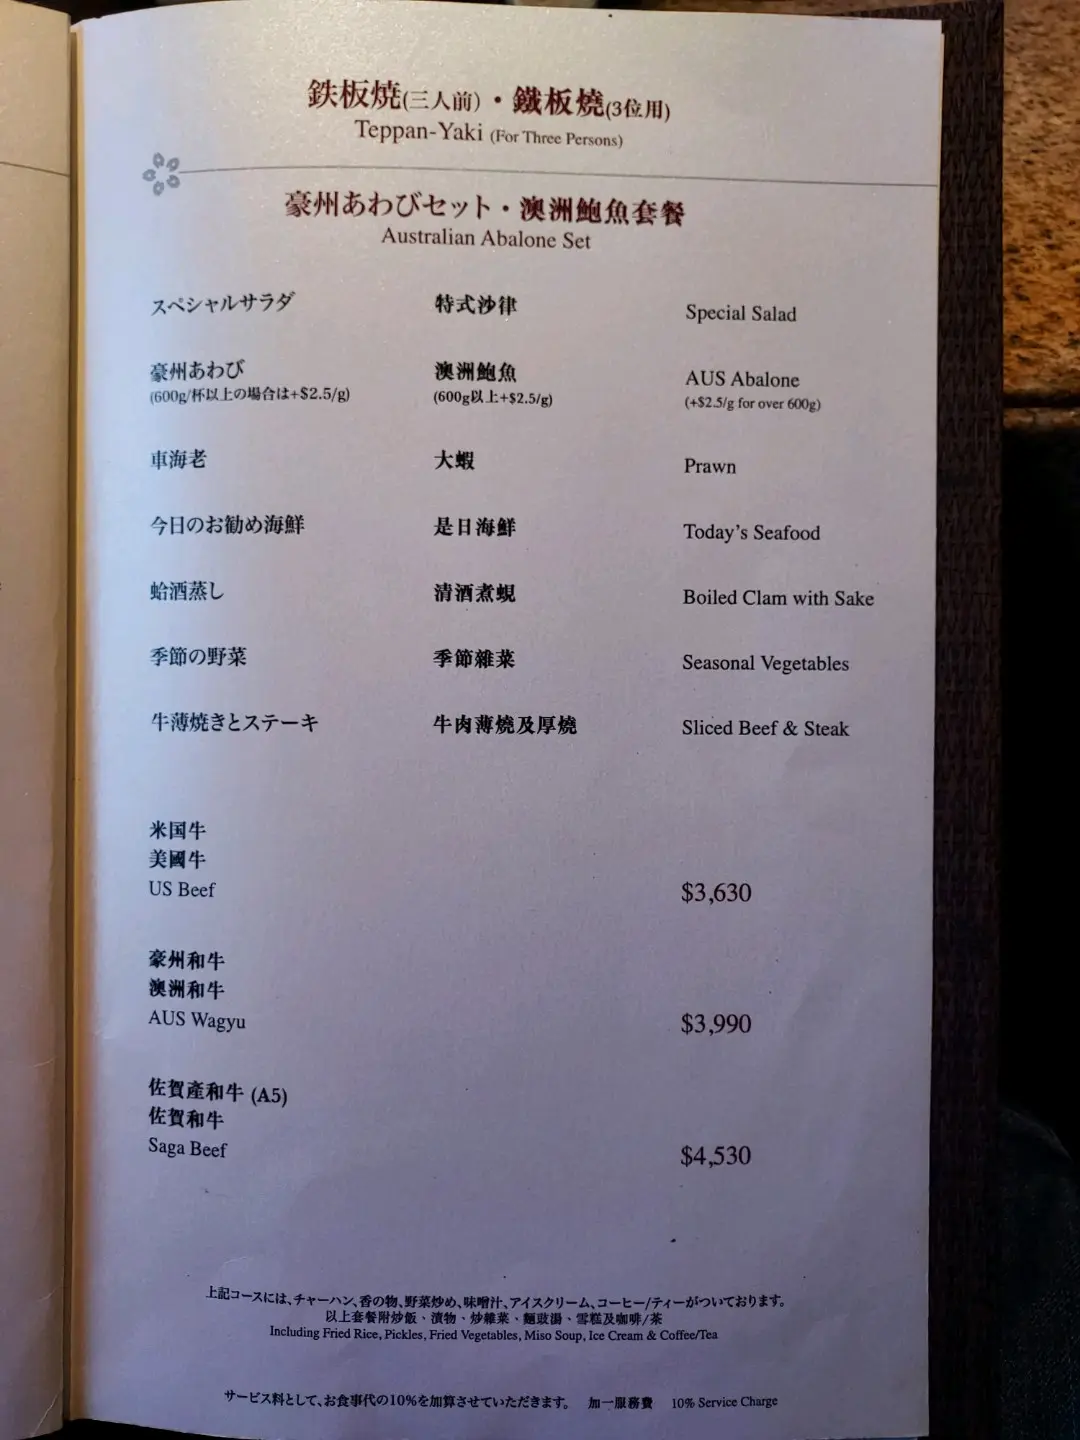 鉄板焼(三人前)・鐵板燒(3位用)
Teppan-Yaki (For Three Persons)
豪州あわびセット・澳洲鮑魚套餐
Australian Abalone Set
スペシャルサラダ 特式沙律 Special Salad
豪州あわび 澳洲鮑魚 AUS Abalone
(600g/杯以上の場合は+$2.5/g) (600g以上+$2.5/g) (+$2.5/g for over 600g)
車海老 大蝦 Prawn
今日のお勧め海鮮 是日海鮮 Today's Seafood
蛤酒蒸し 清酒煮蜆 Boiled Clam with Sake
季節の野菜 季節雜菜 Seasonal Vegetables
牛薄焼きとステーキ 牛肉薄燒及厚燒 Sliced Beef & Steak
米国牛
美國牛
US Beef $3,630
豪州和牛
澳洲和牛
AUS Wagyu $3,990
佐賀產和牛 (A5)
佐賀和牛
Saga Beef $4,530
上記コースには、チャーハン、香の物、野菜炒め、味噌汁、アイスクリーム、コーヒー/ティーがついております。
以上套餐附炒飯、漬物、炒雜菜、麵豉湯、雪糕及咖啡/茶
Including Fried Rice, Pickles, Fried Vegetables, Miso Soup, Ice Cream & Coffee/Tea
サービス料として、お食事代の10%を加算させていただきます。 加一服務費 10% Service Charge